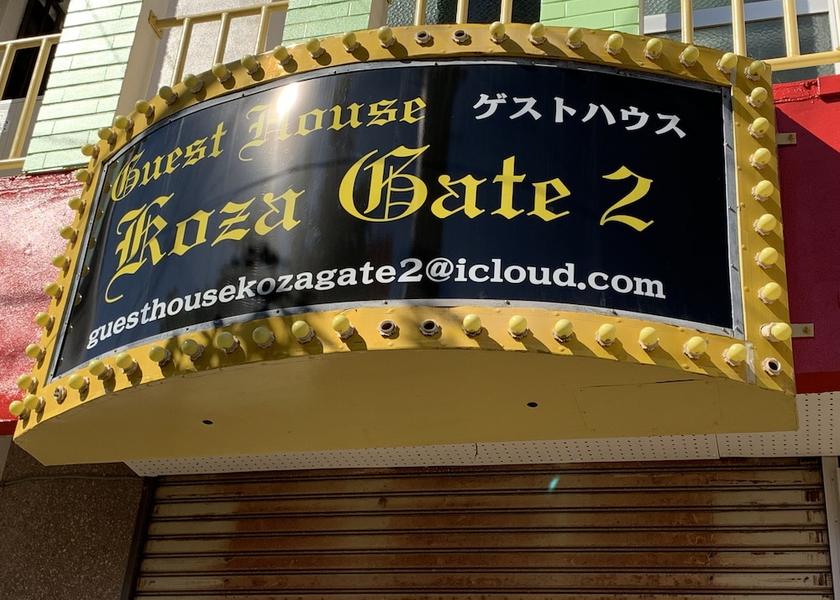 Guest House ゲストハウス
Koza Gate 2
guesthousekozagate2@icloud.com